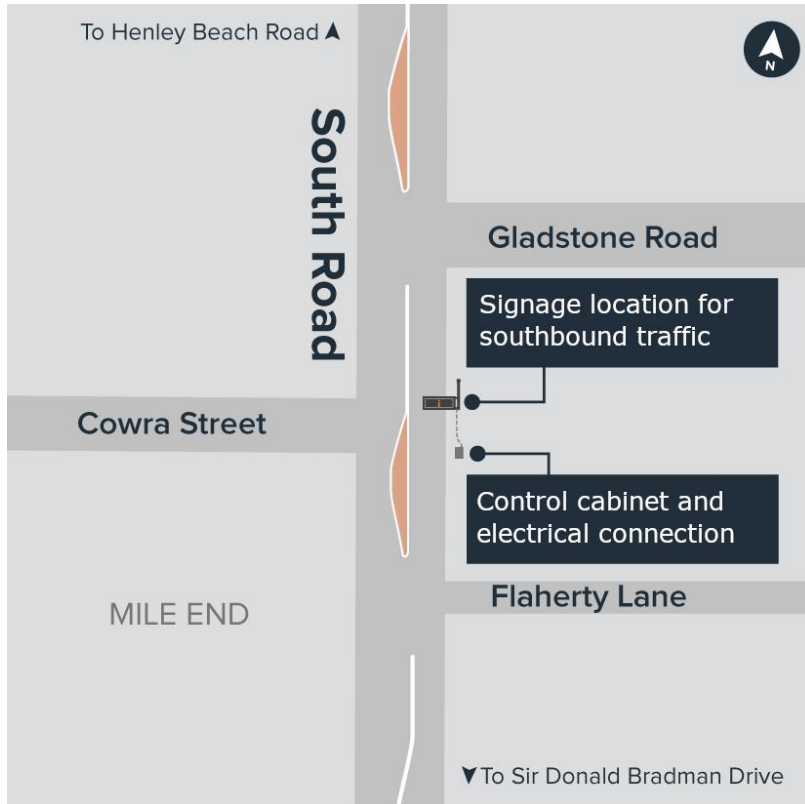 To Henley Beach Road
N
South Road
Gladstone Road
Signage location for
southbound traffic
Cowra Street
Control cabinet and
electrical connection
Flaherty Lane
MILE END
To Sir Donald Bradman Drive